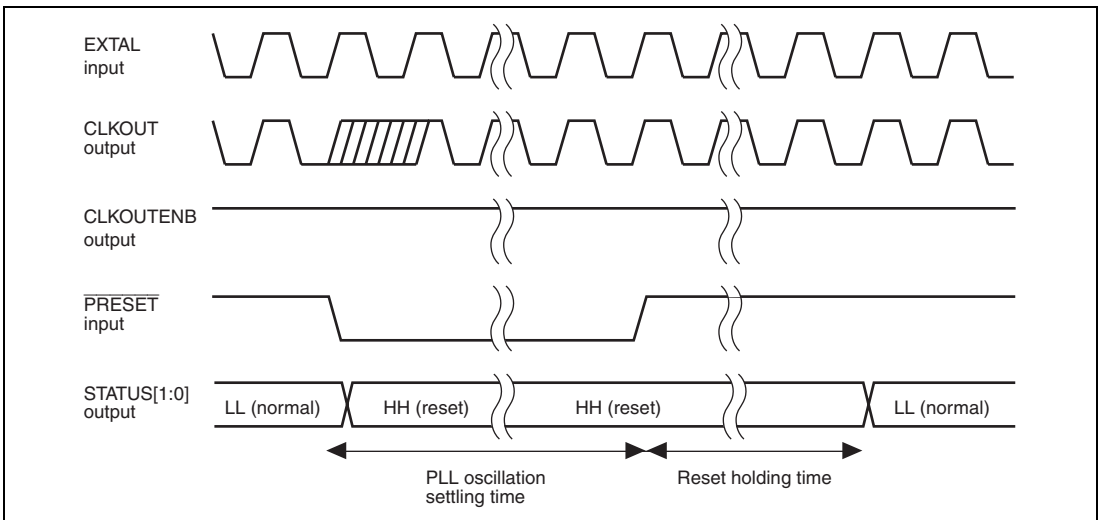 EXTAL
input
CLKOUT
output
CLKOUTENB
output
PRESET
input
STATUS[1:0]
output
LL (normal)
HH (reset)
HH (reset)
LL (normal)
PLL oscillation
settling time
Reset holding time